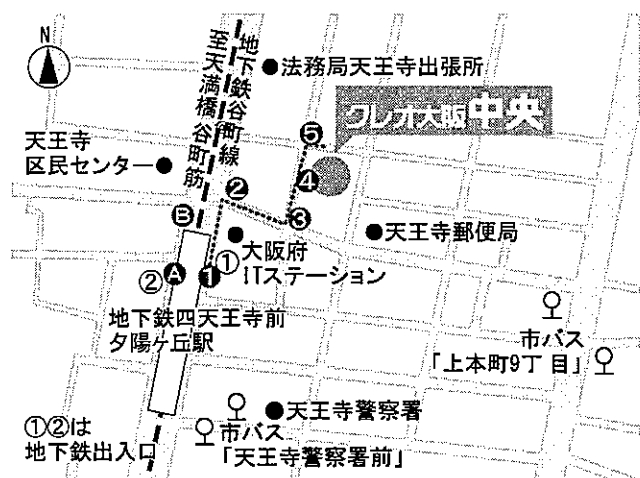 N
地下鉄谷町線
至天満橋
谷町筋
法務局天王寺出張所
クレオ大阪中央
天王寺
区民センター
5
4
3
2
B
天王寺郵便局
大阪府
ITステーション
②
A
1
①
地下鉄四天王寺前
夕陽ヶ丘駅
市バス
「上本町9丁目」
天王寺警察署
市バス
「天王寺警察署前」
①②は
地下鉄出入口